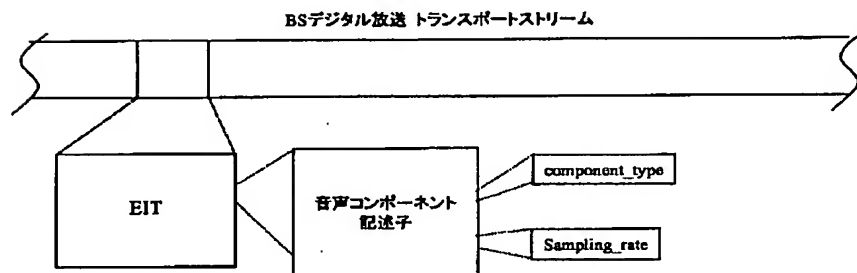 BSデジタル放送 トランスポートストリーム
EIT
音声コンポーネント
記述子
component_type
Sampling_rate